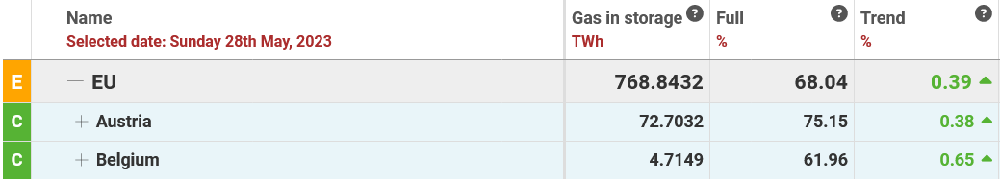 Name Gas in storage ? Full ? Trend ?
Selected date: Sunday 28th May, 2023 TWh % %
E — EU 768.8432 68.04 0.39
C + Austria 72.7032 75.15 0.38
C + Belgium 4.7149 61.96 0.65